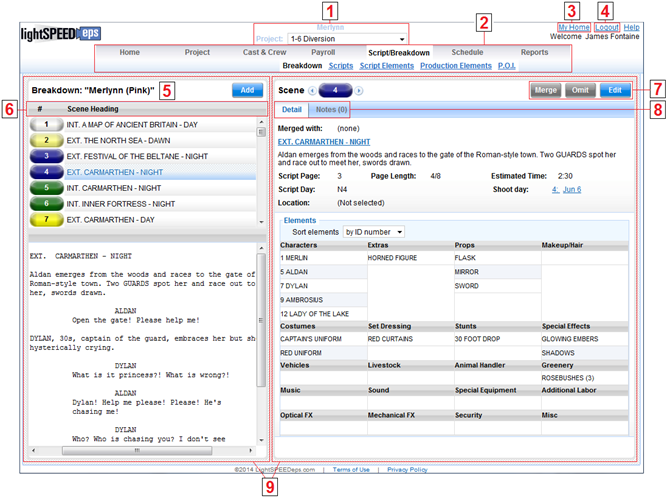 1
2
3
4
lightSPEEDeps
Merlynn
Project: 1-6 Diversion
My Home Logout Help
Welcome James Fontaine
Home Project Cast & Crew Payroll Script/Breakdown Schedule Reports
Breakdown Scripts Script Elements Production Elements P.O.I.
Breakdown: "Merlynn (Pink)" 5 Add
6 # Scene Heading
1 INT. A MAP OF ANCIENT BRITAIN - DAY
2 EXT. THE NORTH SEA - DAWN
3 EXT. FESTIVAL OF THE BELTANE - NIGHT
4 EXT. CARMARTHEN - NIGHT
5 INT. CARMARTHEN - NIGHT
6 INT. INNER FORTRESS - NIGHT
7 EXT. CARMARTHEN - DAY
EXT. CARMARTHEN - NIGHT
Aldan emerges from the woods and races to the gate of
Roman-style town. Two GUARDS spot her and race out to
her, swords drawn.
ALDAN
Open the gate! Please help me!
DYLAN, 30s, captain of the guard, embraces her but sh
hysterically crying.
DYLAN
What is it princess?! What is wrong?!
ALDAN
Dylan! Help me please! Please! He's
chasing me!
DYLAN
Who? Who is chasing you? I don't see
Scene 4 Merge Omit Edit 7
Detail Notes (0) 8
Merged with: (none)
EXT. CARMARTHEN - NIGHT
Aldan emerges from the woods and races to the gate of the Roman-style town. Two GUARDS spot her
and race out to meet her, swords drawn.
Script Page: 3 Page Length: 4/8 Estimated Time: 2:30
Script Day: N4 Shoot day: 4: Jun 6
Location: (Not selected)
Elements
Sort elements by ID number
Characters Extras Props Makeup/Hair
1 MERLIN HORNED FIGURE FLASK
5 ALDAN MIRROR
7 DYLAN SWORD
9 AMBROSIUS
12 LADY OF THE LAKE
Costumes Set Dressing Stunts Special Effects
CAPTAIN'S UNIFORM RED CURTAINS 30 FOOT DROP GLOWING EMBERS
RED UNIFORM SHADOWS
Vehicles Livestock Animal Handler Greenery
ROSEBUSHES (3)
Music Sound Special Equipment Additional Labor
Optical FX Mechanical FX Security Misc
©2014 LightSPEEDeps.com | Terms of Use | Privacy Policy
9